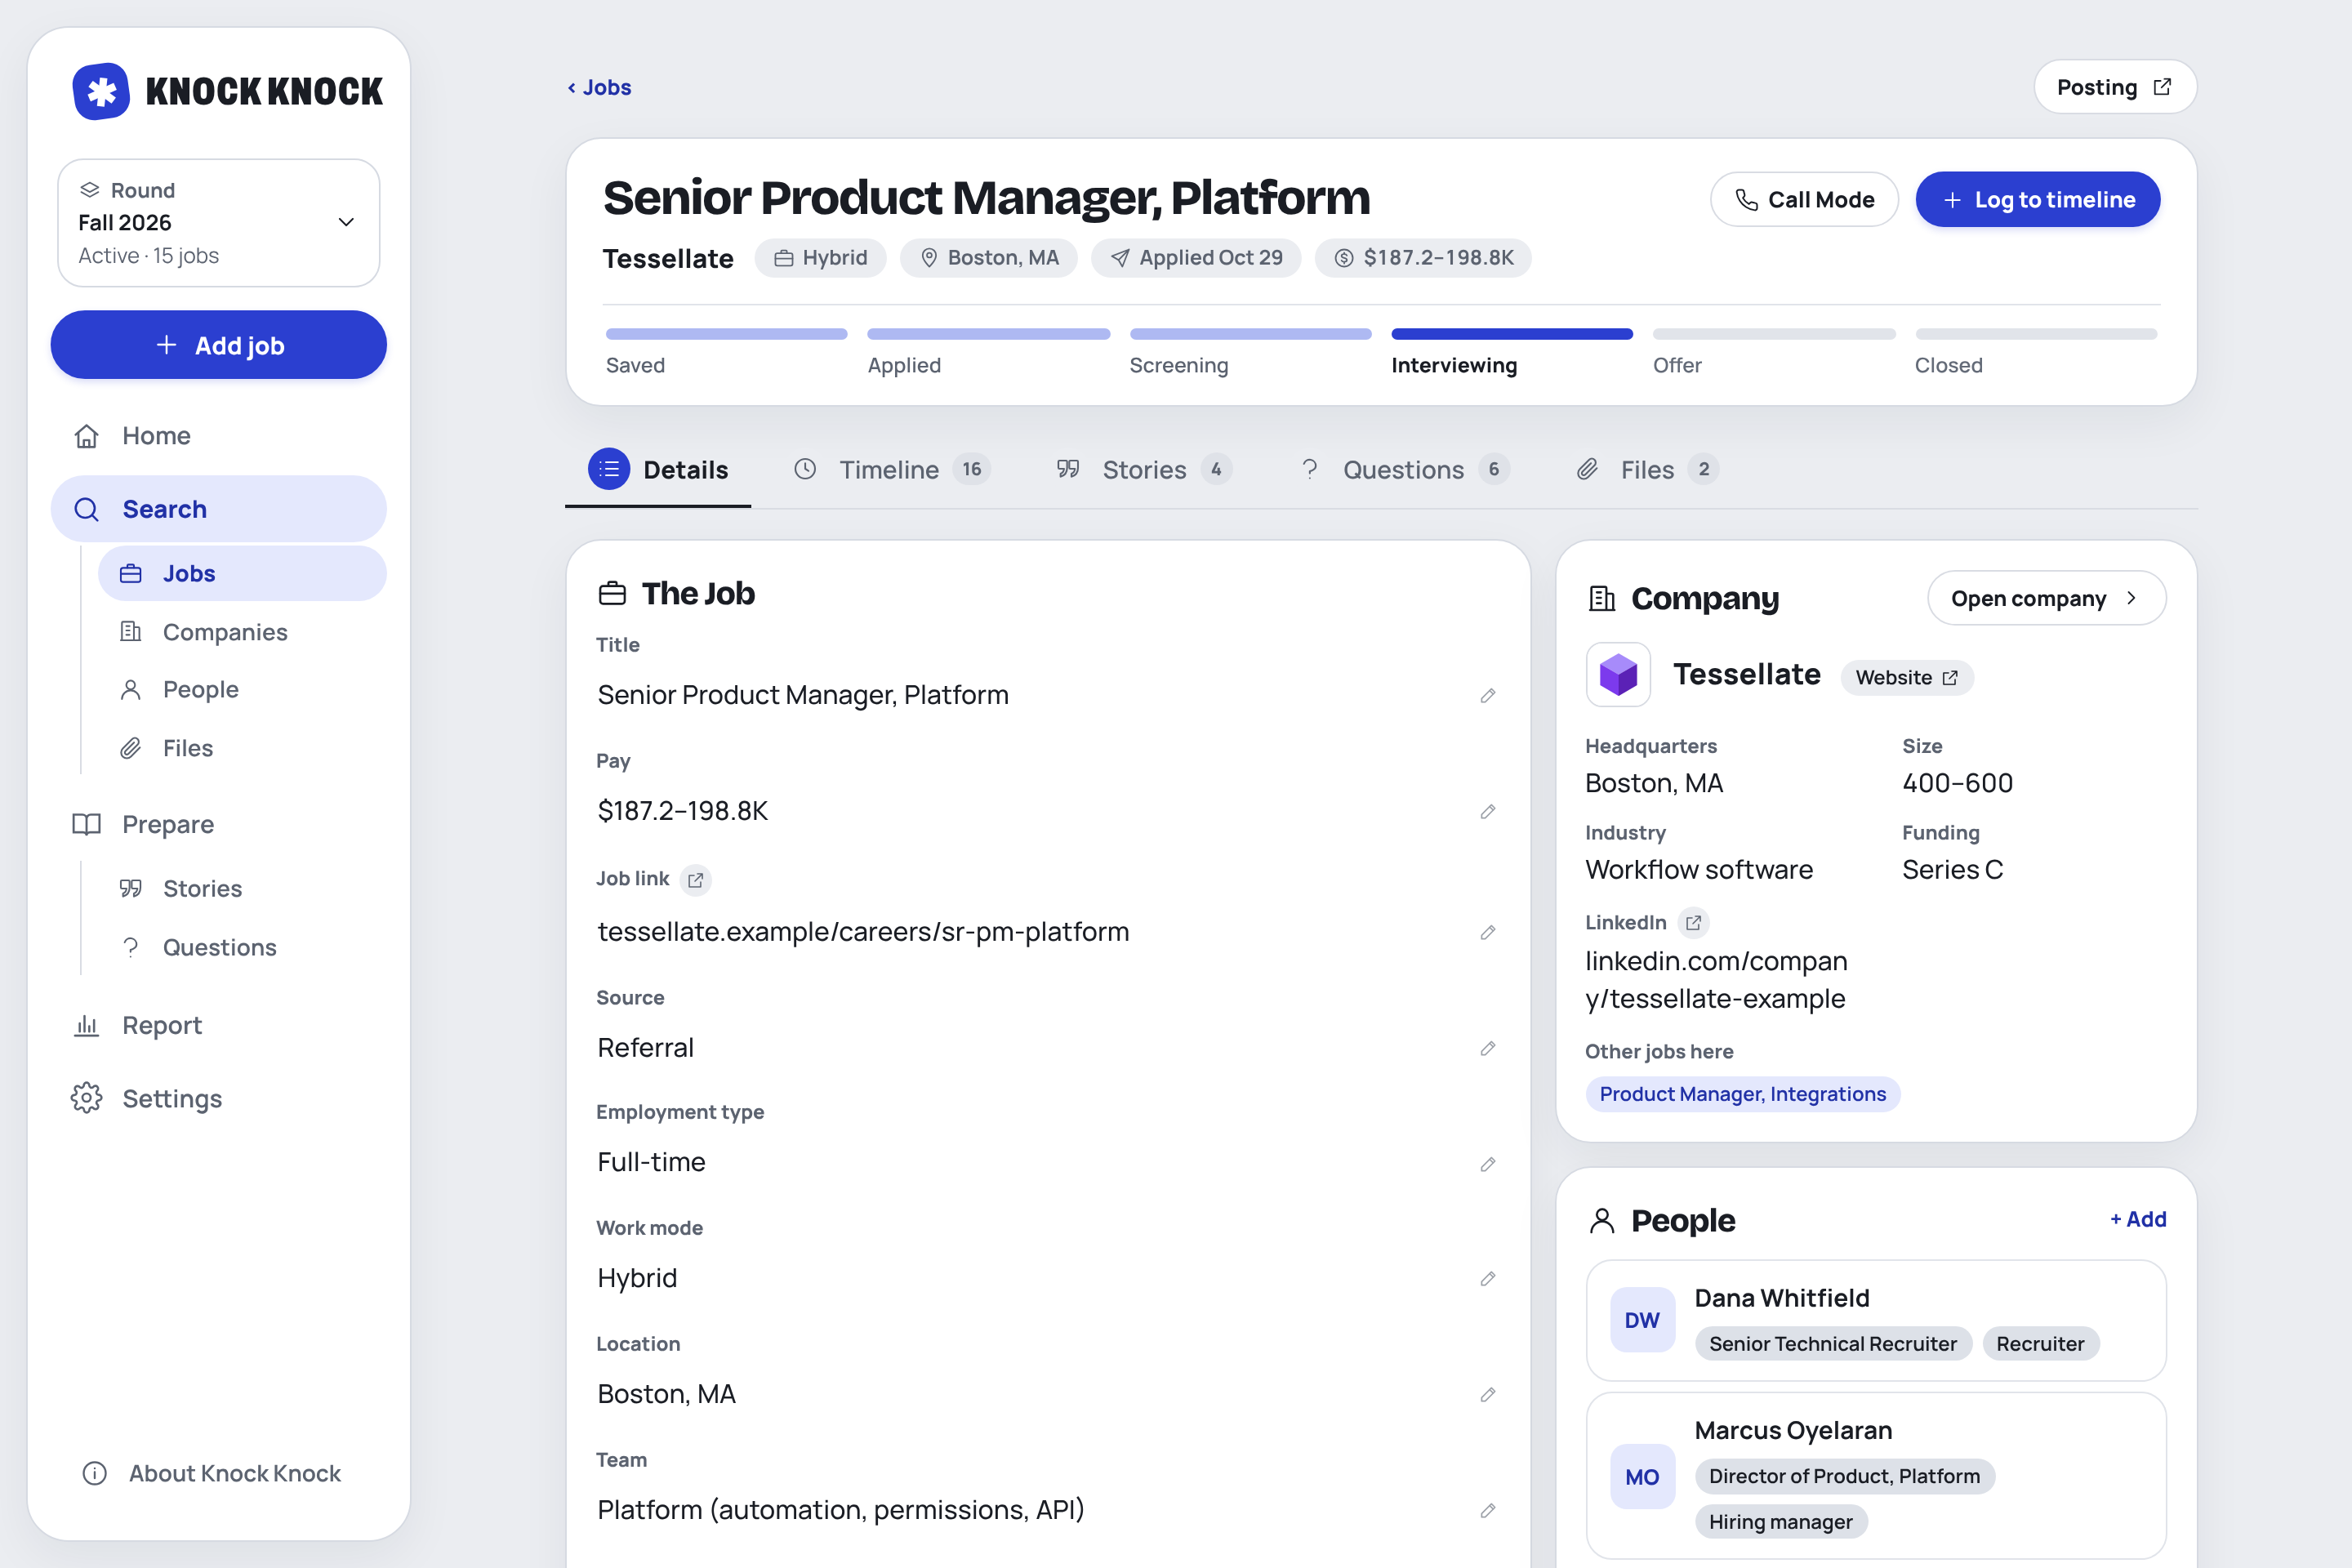 KNOCK KNOCK
Round
Fall 2026
Active · 15 jobs
+ Add job
Home
Search
Jobs
Companies
People
Files
Prepare
Stories
Questions
Report
Settings
About Knock Knock
‹ Jobs
Posting
Senior Product Manager, Platform
Call Mode
+ Log to timeline
Tessellate
Hybrid
Boston, MA
Applied Oct 29
$187.2–198.8K
Saved
Applied
Screening
Interviewing
Offer
Closed
Details
Timeline 16
Stories 4
Questions 6
Files 2
The Job
Title
Senior Product Manager, Platform
Pay
$187.2–198.8K
Job link
tessellate.example/careers/sr-pm-platform
Source
Referral
Employment type
Full-time
Work mode
Hybrid
Location
Boston, MA
Team
Platform (automation, permissions, API)
Company
Open company
Tessellate
Website
Headquarters
Boston, MA
Size
400–600
Industry
Workflow software
Funding
Series C
LinkedIn
linkedin.com/compan
y/tessellate-example
Other jobs here
Product Manager, Integrations
People
+ Add
DW
Dana Whitfield
Senior Technical Recruiter
Recruiter
MO
Marcus Oyelaran
Director of Product, Platform
Hiring manager